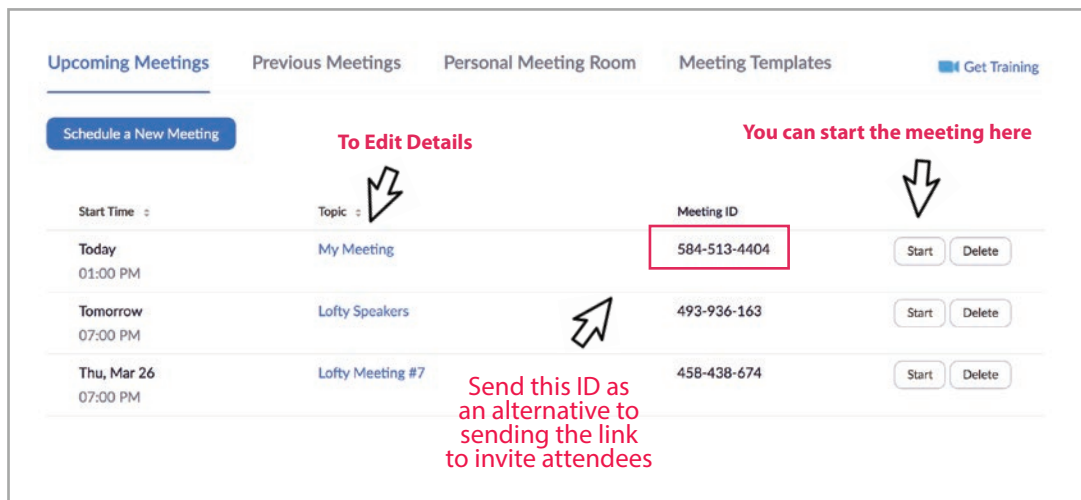 Upcoming Meetings Previous Meetings Personal Meeting Room Meeting Templates Get Training
Schedule a New Meeting
To Edit Details
You can start the meeting here
Start Time Topic Meeting ID
Today My Meeting 584-513-4404 Start Delete
01:00 PM
Tomorrow Lofty Speakers 493-936-163 Start Delete
07:00 PM
Thu, Mar 26 Lofty Meeting #7 458-438-674 Start Delete
07:00 PM
Send this ID as
an alternative to
sending the link
to invite attendees